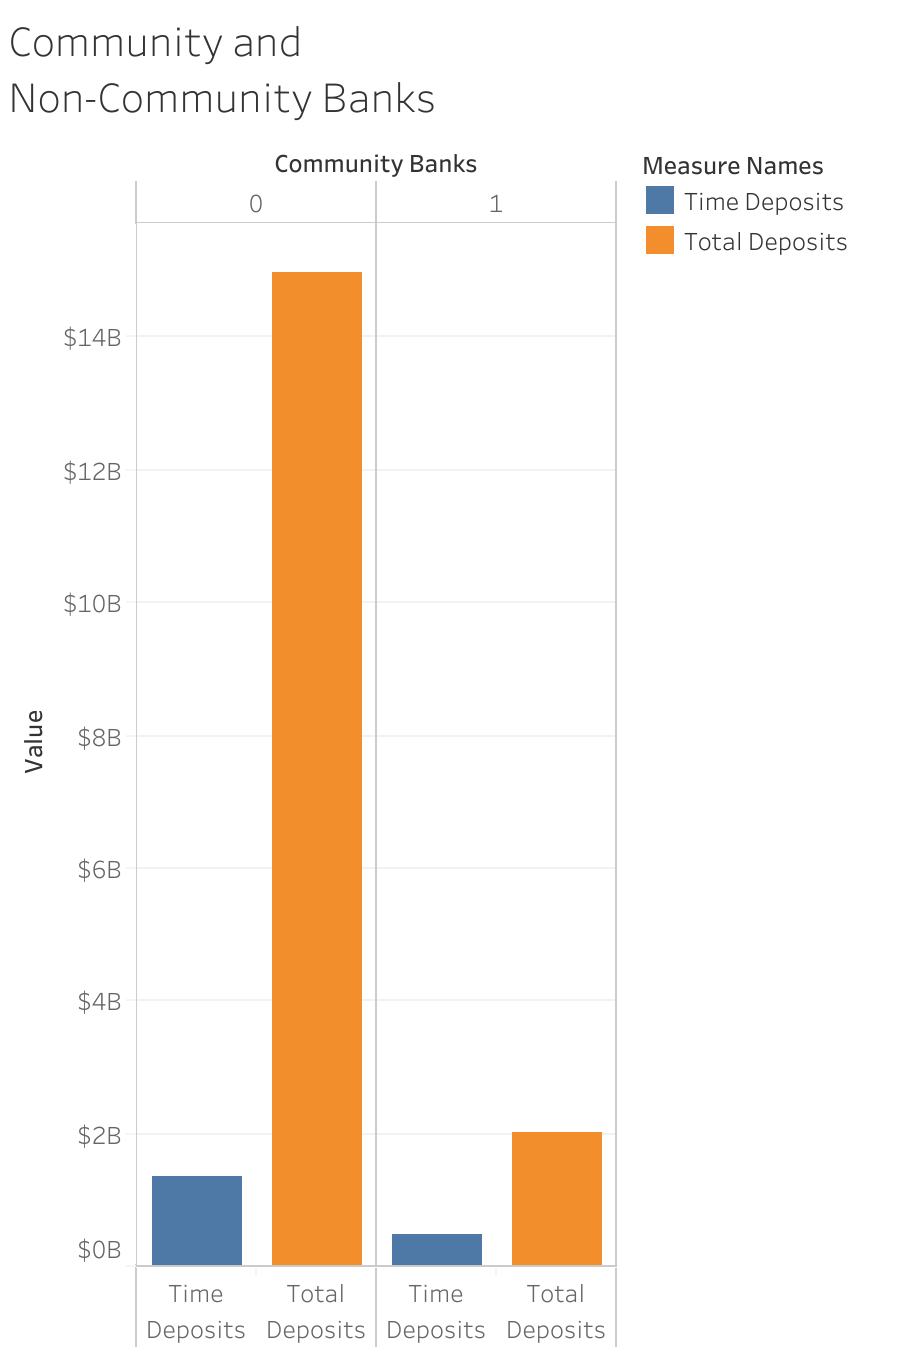 Community and
Non-Community Banks
Community Banks
0 1
Measure Names
Time Deposits
Total Deposits
Value
$14B
$12B
$10B
$8B
$6B
$4B
$2B
$0B
Time Total Time Total
Deposits Deposits Deposits Deposits